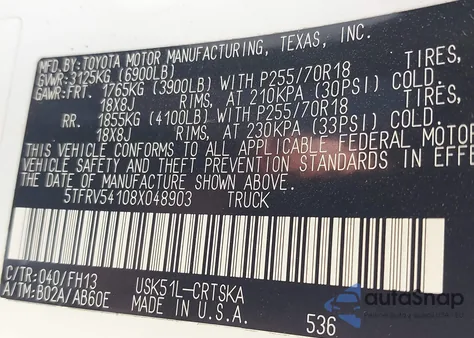 MFD.BY:TOYOTA MOTOR MANUFACTURING, TEXAS, INC.
GVWR:3125KG (6900LB)
GAWR:FRT. 1765KG (3900LB) WITH P255/70R18 TIRES,
18X8J RIMS, AT 210KPA (30PSI) COLD.
RR. 1855KG (4100LB) WITH P255/70R18 TIRES,
18X8J RIMS, AT 230KPA (33PSI) COLD.
THIS VEHICLE CONFORMS TO ALL APPLICABLE FEDERAL MOTOR
VEHICLE SAFETY AND THEFT PREVENTION STANDARDS IN EFFE
THE DATE OF MANUFACTURE SHOWN ABOVE.
5TFRV54108X048903 TRUCK
C/TR:040/FH13 USK51L-CRTSKA
A/TM:B02A/AB60E MADE IN U.S.A. 536
autoSnap